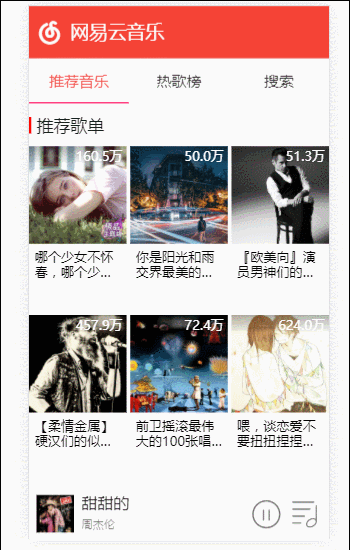 网易云音乐
推荐音乐
热歌榜
搜索
推荐歌单
160.5万
50.0万
51.3万
哪个少女不怀
春，哪个少...
你是阳光和雨
交界最美的...
『欧美向』演
员男神们的...
457.9万
72.4万
624.0万
【柔情金属】
硬汉们的似...
前卫摇滚最伟
大的100张唱...
喂，谈恋爱不
要扭扭捏捏...
甜甜的
周杰伦